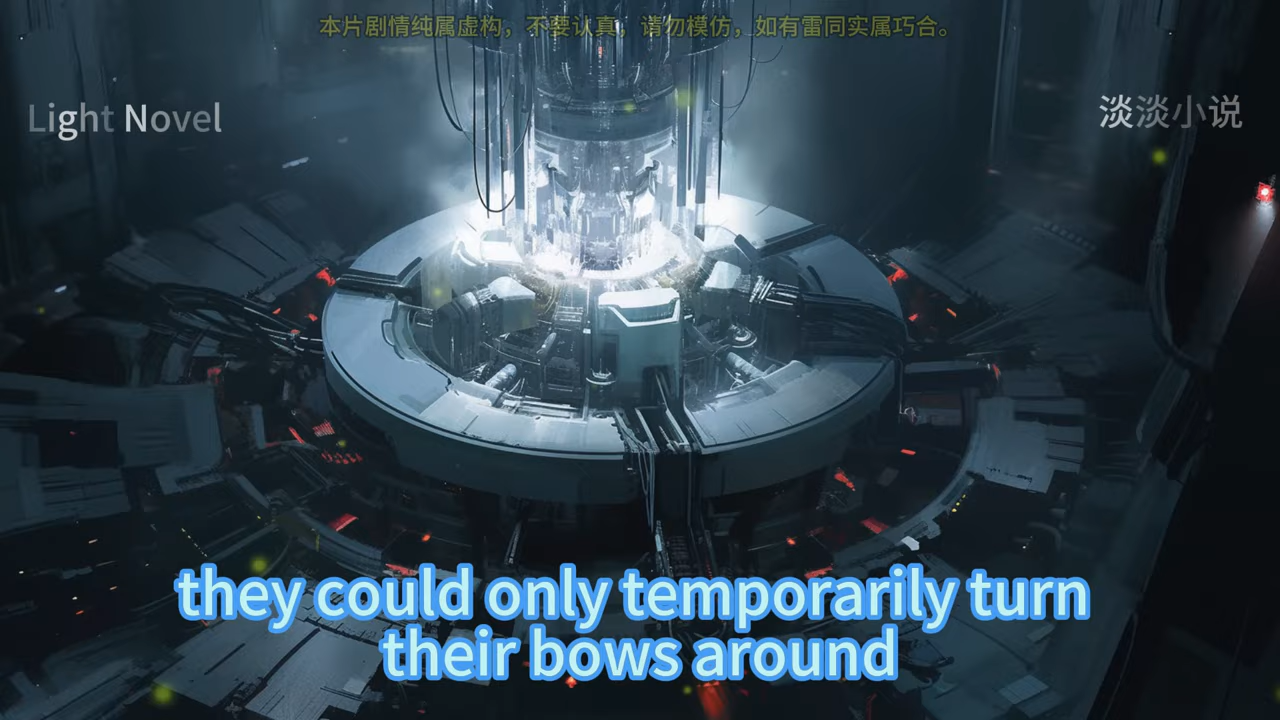 本片剧情纯属虚构，不要认真，请勿模仿，如有雷同实属巧合。
Light Novel
淡淡小说
they could only temporarily turn
their bows around